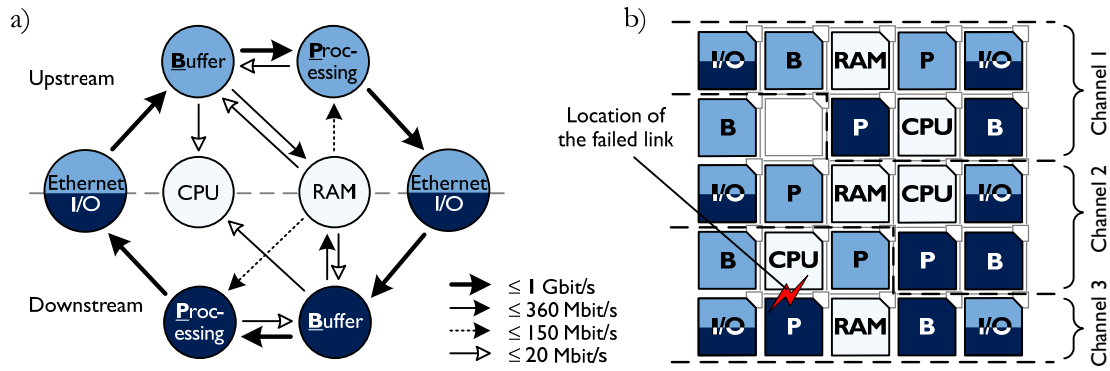 a)
Upstream
Buffer
Proc-
essing
Ethernet
I/O
CPU
RAM
Ethernet
I/O
Downstream
Proc-
essing
Buffer
≤ 1 Gbit/s
≤ 360 Mbit/s
≤ 150 Mbit/s
≤ 20 Mbit/s
b)
Location of
the failed link
I/O B RAM P I/O
B P CPU B
I/O P RAM CPU I/O
B CPU P P B
I/O P RAM B I/O
Channel 1
Channel 2
Channel 3